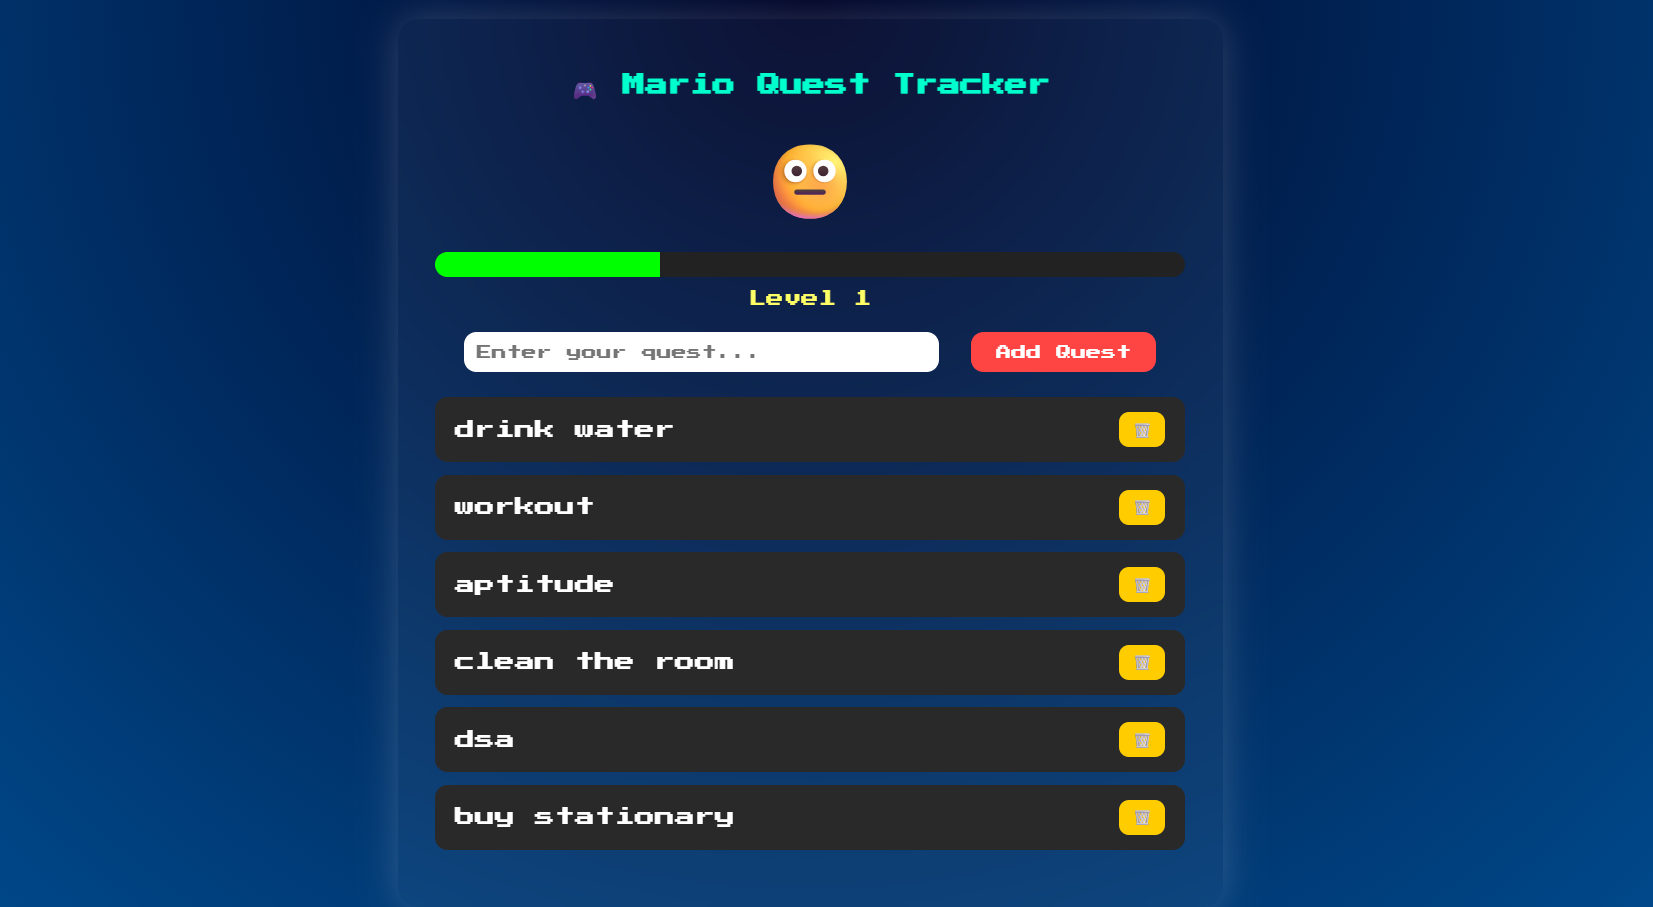 Mario Quest Tracker
Level 1
Enter your quest...
Add Quest
drink water
workout
aptitude
clean the room
dsa
buy stationary